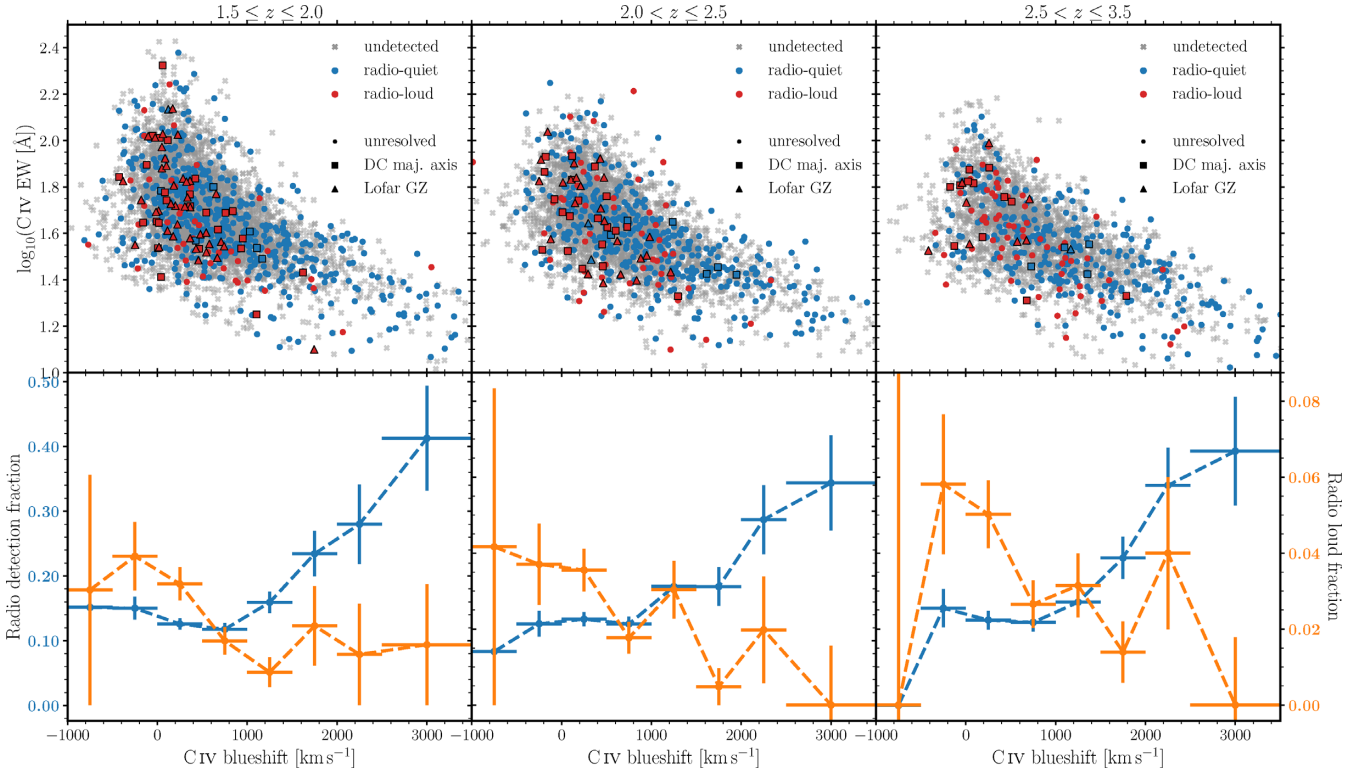 1.5 ≤ z ≤ 2.0
2.0 < z ≤ 2.5
2.5 < z ≤ 3.5
log10(C IV EW [Å])
2.4
2.2
2.0
1.8
1.6
1.4
1.2
1.0
undetected
radio-quiet
radio-loud
unresolved
DC maj. axis
Lofar GZ
undetected
radio-quiet
radio-loud
unresolved
DC maj. axis
Lofar GZ
undetected
radio-quiet
radio-loud
unresolved
DC maj. axis
Lofar GZ
Radio detection fraction
0.50
0.40
0.30
0.20
0.10
0.00
0.08
0.06
0.04
0.02
0.00
Radio loud fraction
−1000 0 1000 2000 3000
−1000 0 1000 2000 3000
−1000 0 1000 2000 3000
C IV blueshift [km s−1]
C IV blueshift [km s−1]
C IV blueshift [km s−1]